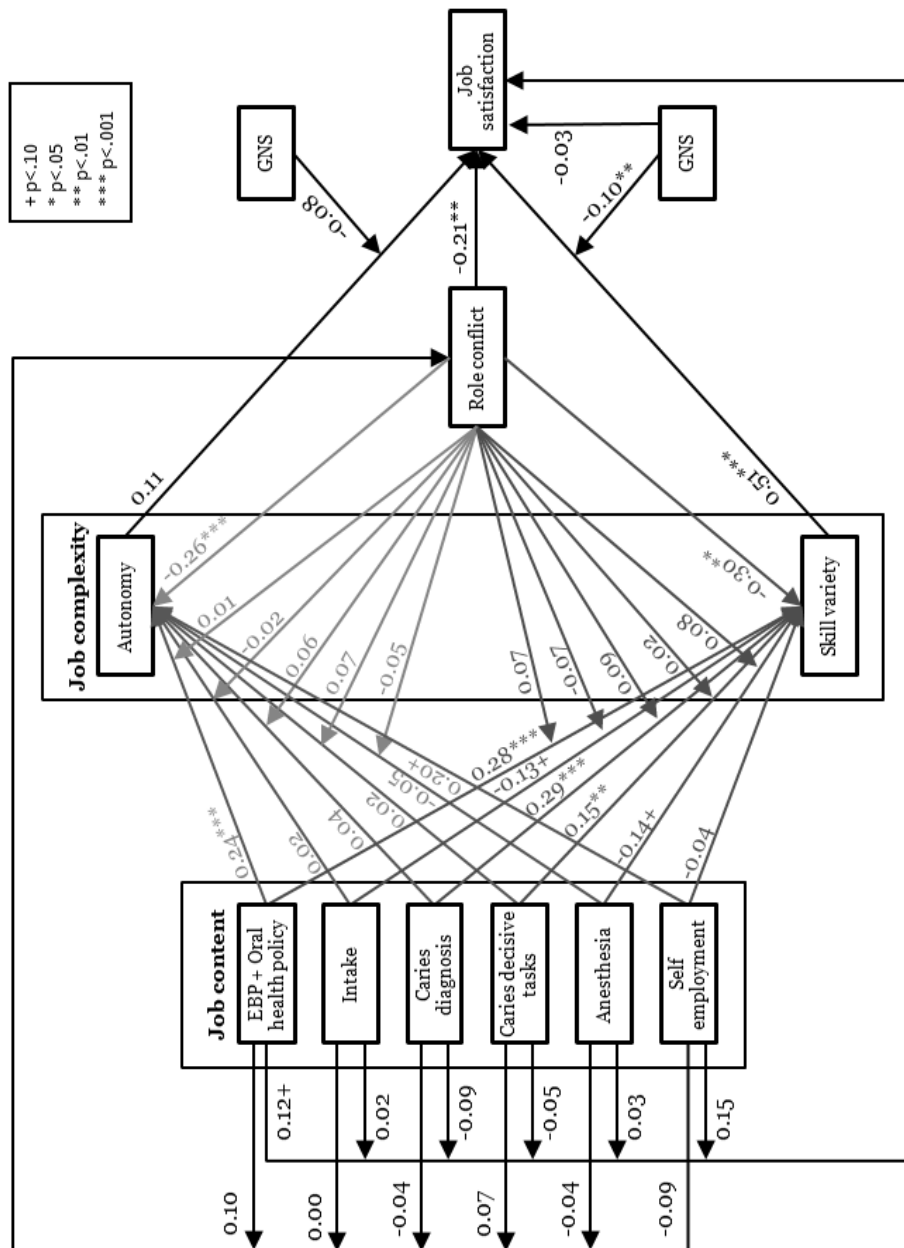 + p<.10
* p<.05
** p<.01
*** p<.001
GNS
Job
satisfaction
GNS
-0.08
-0.21**
-0.03
-0.10**
Role conflict
0.11
0.51***
Job complexity
Autonomy
Skill variety
-0.26***
0.01
-0.02
0.06
0.07
-0.05
0.07
-0.07
0.09
0.02
0.08
-0.30**
0.24***
0.02
0.04
0.02
-0.05
0.20+
0.28***
-0.13+
0.29***
0.15**
-0.14+
-0.04
Job content
EBP + Oral
health policy
Intake
Caries
diagnosis
Caries decisive
tasks
Anesthesia
Self
employment
0.12+
0.02
-0.09
-0.05
0.03
0.15
0.10
0.00
-0.04
0.07
-0.04
-0.09